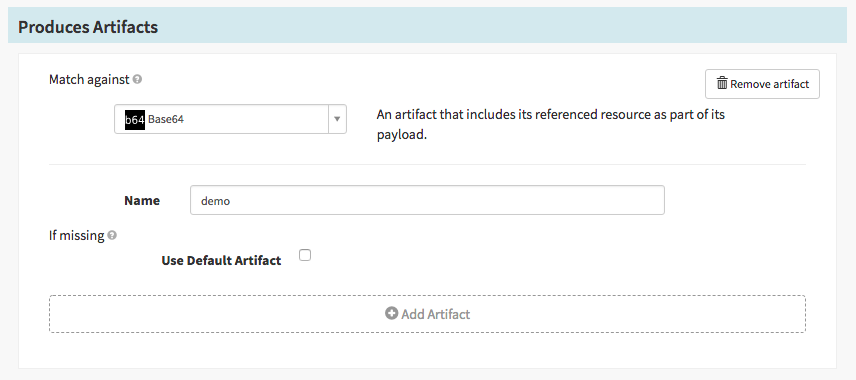 Produces Artifacts
Match against
Remove artifact
b64 Base64
An artifact that includes its referenced resource as part of its
payload.
Name
demo
If missing
Use Default Artifact
Add Artifact